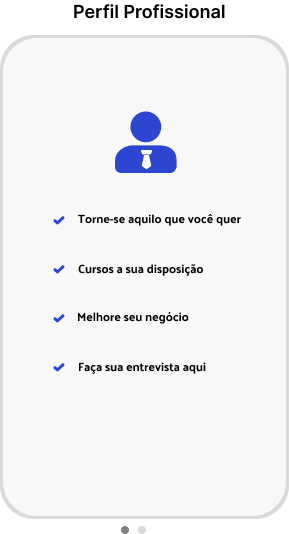 Perfil Profissional
Torne-se aquilo que você quer
Cursos a sua disposição
Melhore seu negócio
Faça sua entrevista aqui